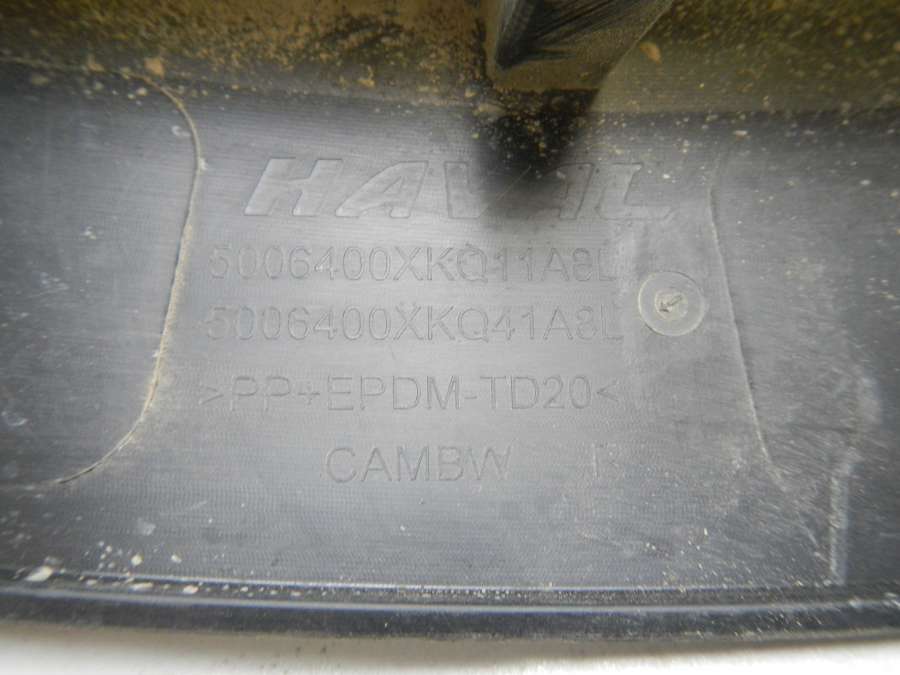 HAVAL
5006400XKQ11A8L
5006400XKQ41A8L
>PP+EPDM-TD20<
CAMBW R